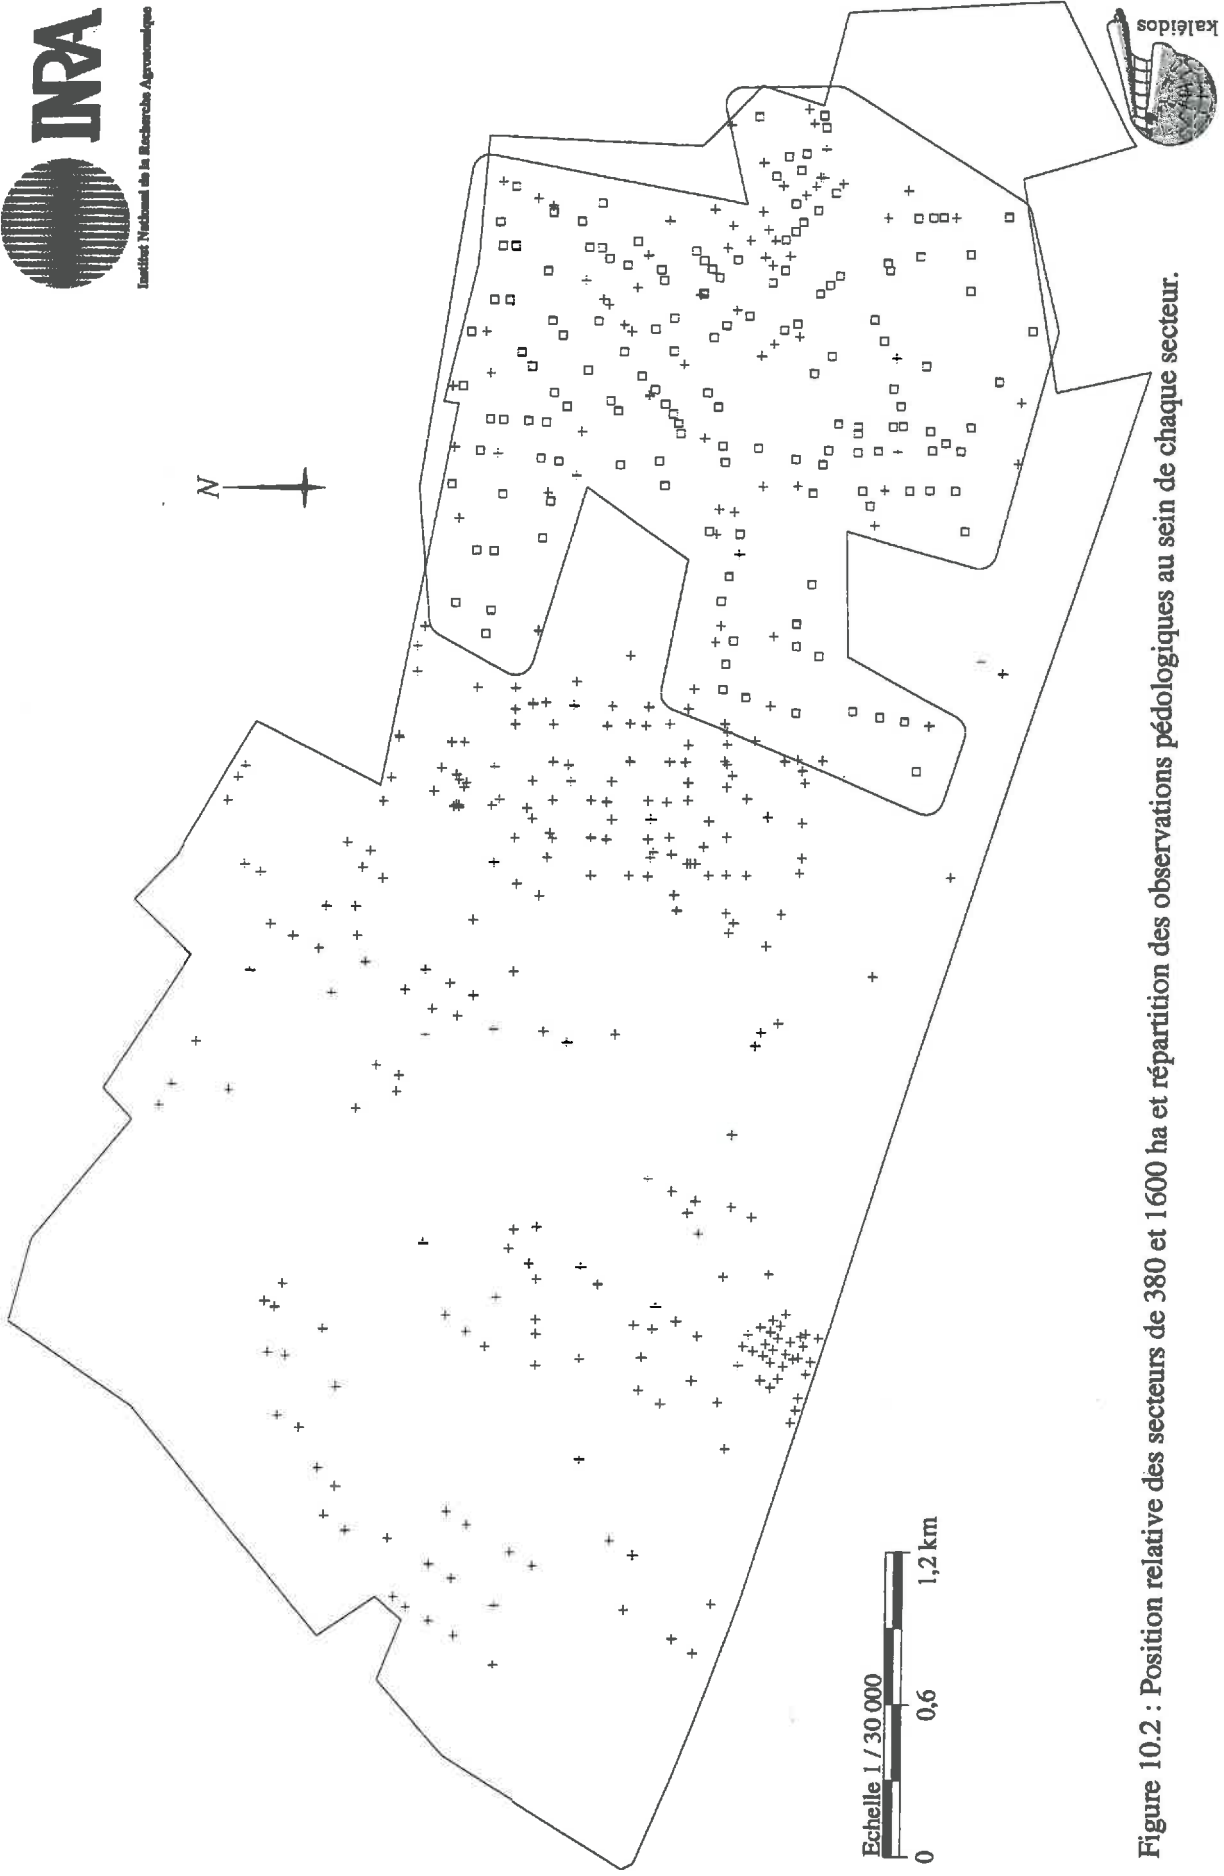 INRA
Institut National de la Recherche Agronomique
kaléidos
N
Echelle 1 / 30 000
0 0,6 1,2 km
Figure 10.2 : Position relative des secteurs de 380 et 1600 ha et répartition des observations pédologiques au sein de chaque secteur.